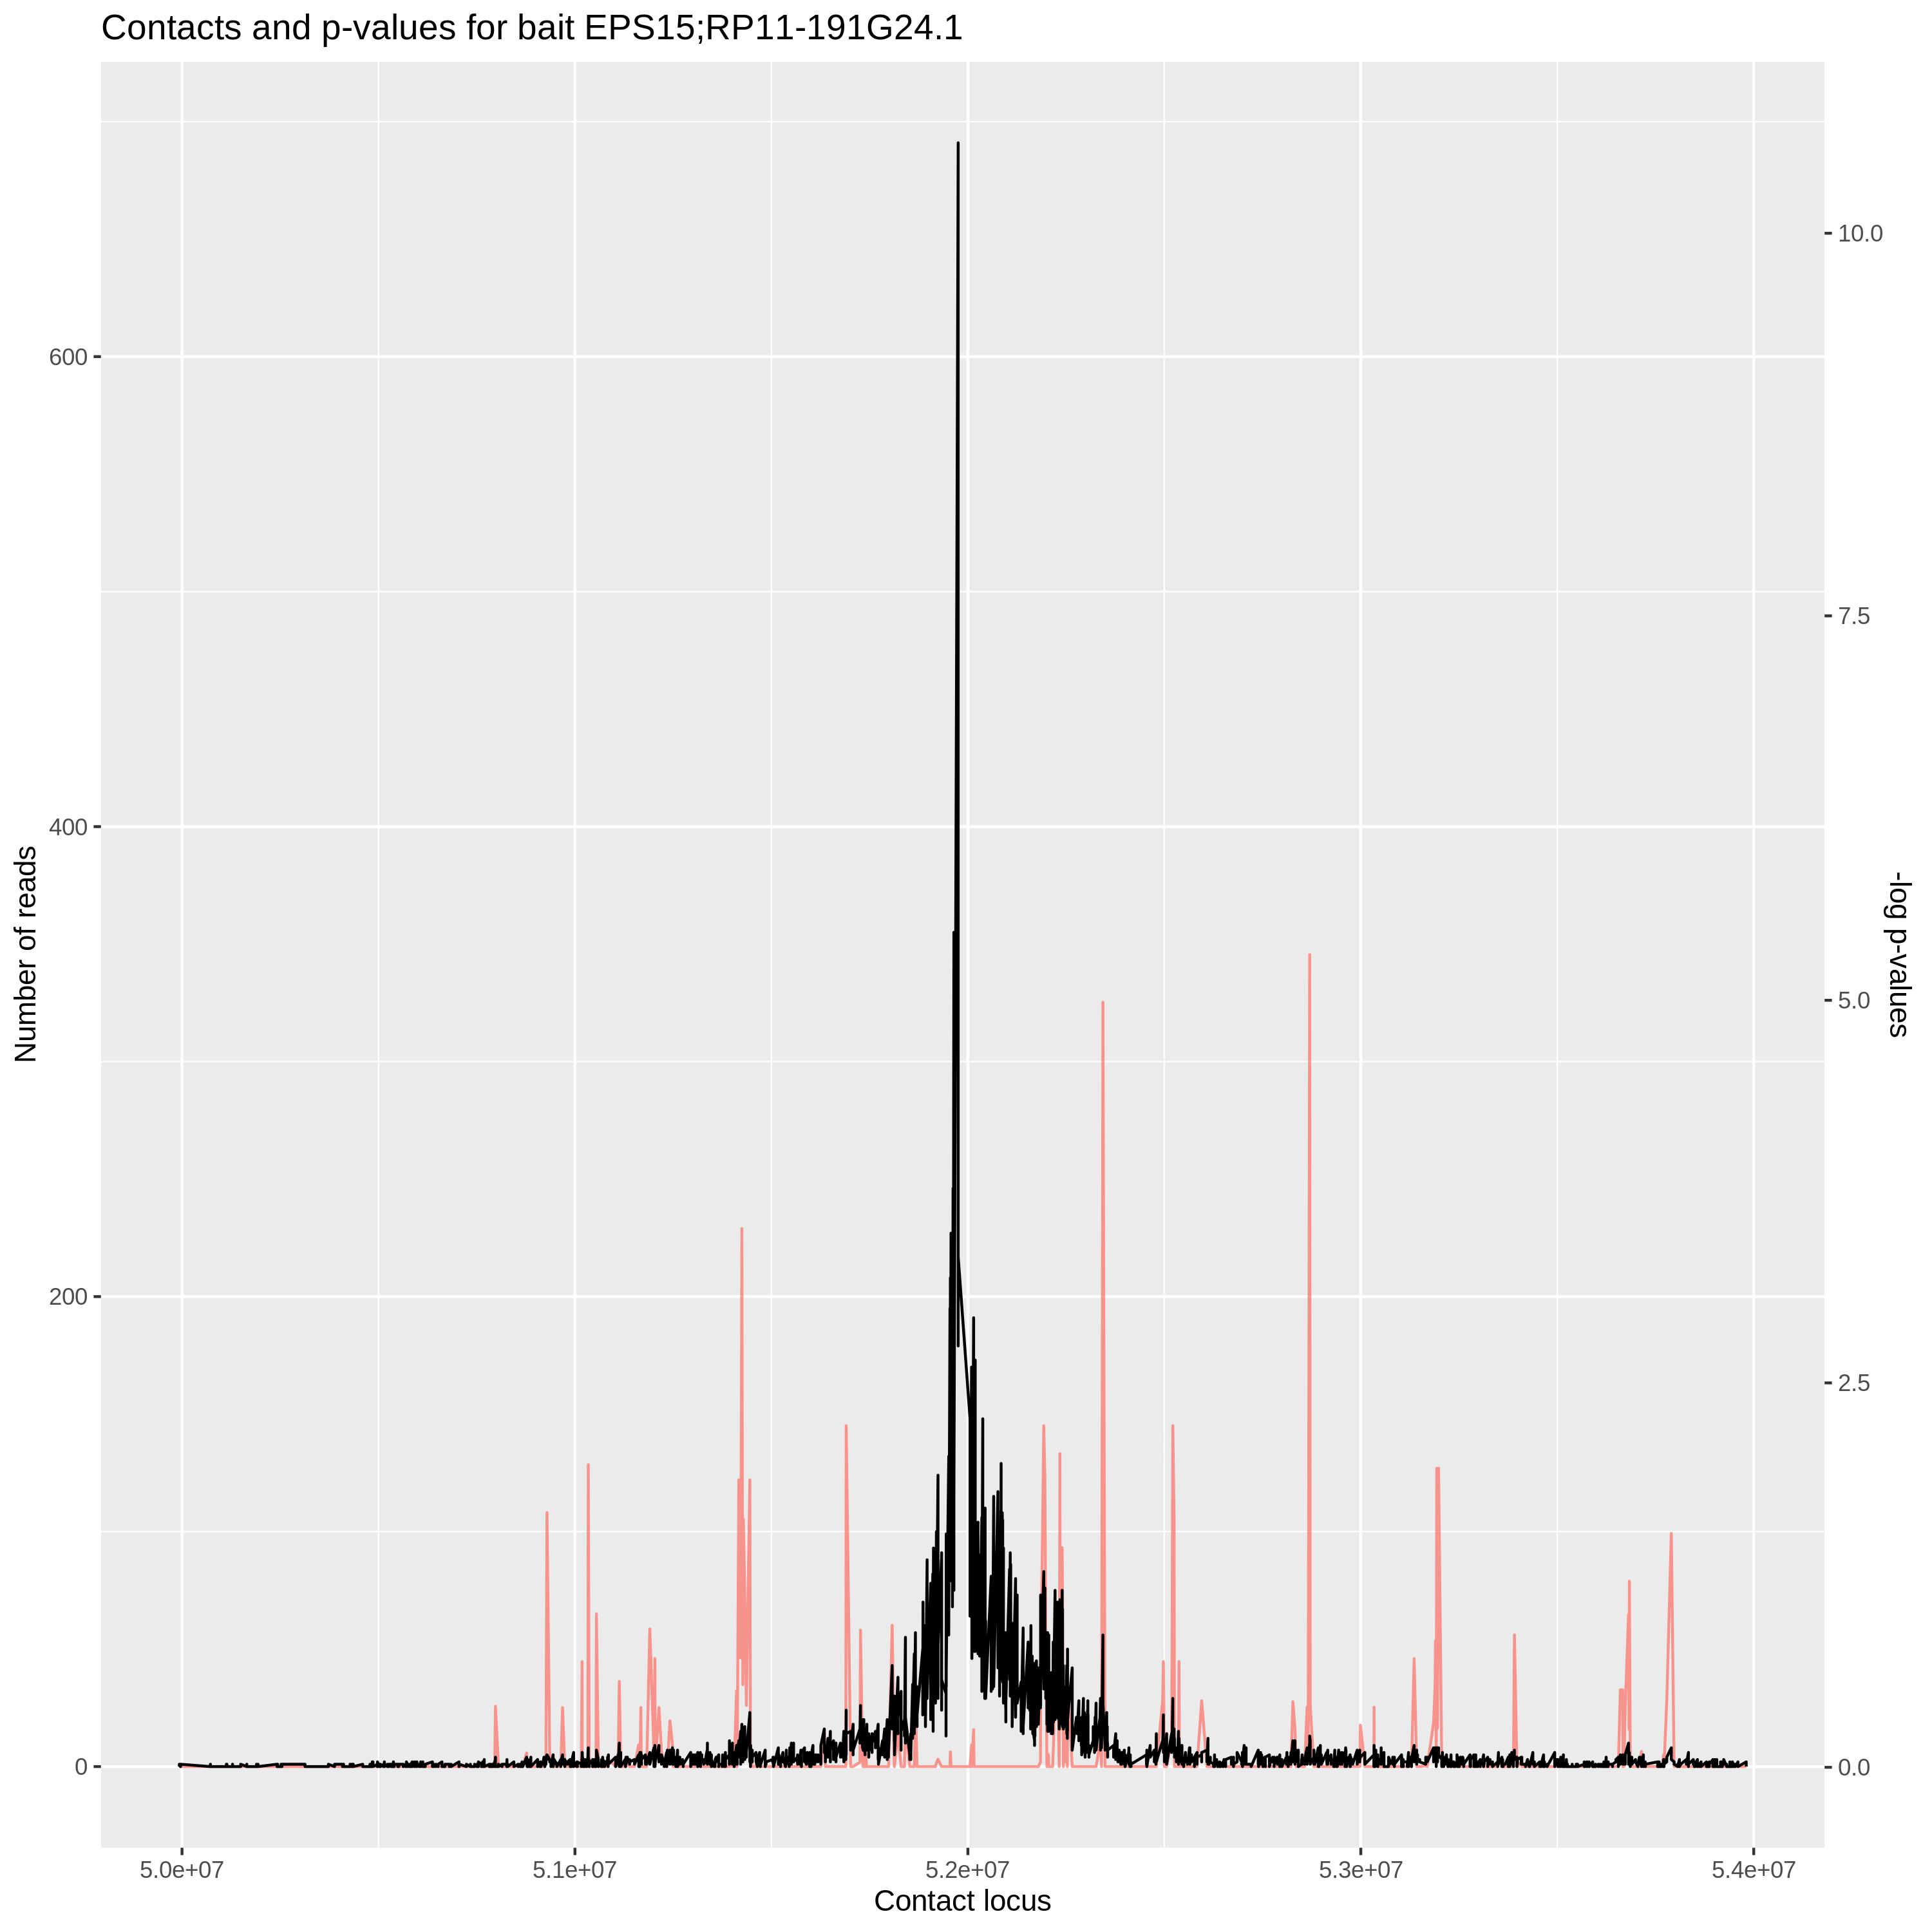 Contacts and p-values for bait EPS15;RP11-191G24.1
600
400
200
0
Number of reads
10.0
7.5
5.0
2.5
0.0
-log p-values
5.0e+07
5.1e+07
5.2e+07
5.3e+07
5.4e+07
Contact locus